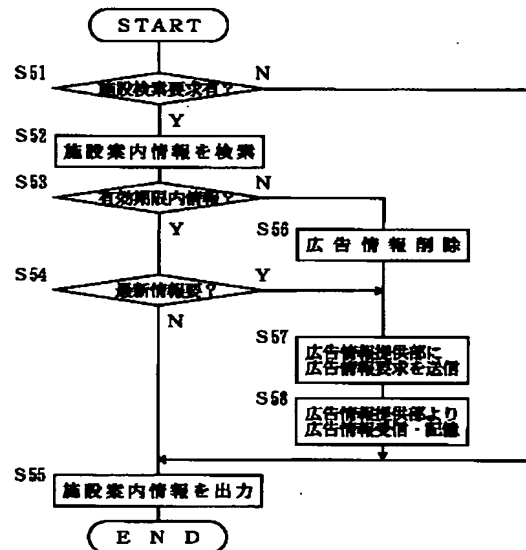 START
S51
施設検索要求有?
N
Y
S52
施設案内情報を検索
S53
有効期限内情報?
N
Y
S56
広告情報削除
S54
最新情報要?
Y
N
S57
広告情報提供部に
広告情報要求を送信
S58
広告情報提供部より
広告情報受信・記憶
S55
施設案内情報を出力
END